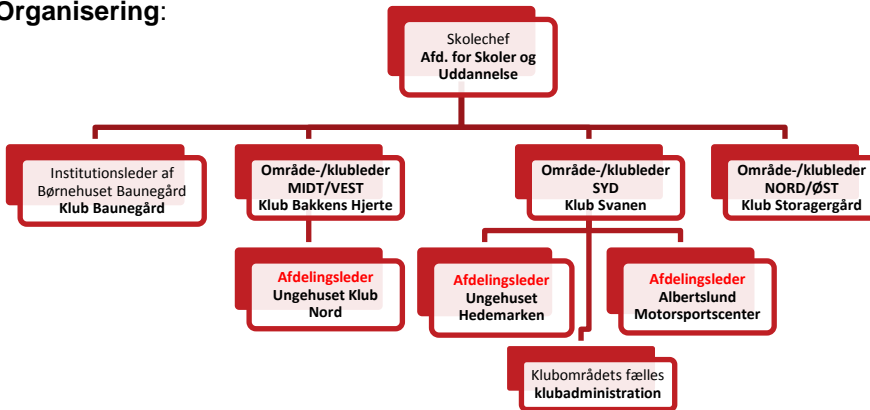 Organisering:
Skolechef
Afd. for Skoler og
Uddannelse
Institutionsleder af
Børnehuset Baunegård
Klub Baunegård
Område-/klubleder
MIDT/VEST
Klub Bakkens Hjerte
Område-/klubleder
SYD
Klub Svanen
Område-/klubleder
NORD/ØST
Klub Storagergård
Afdelingsleder
Ungehuset Klub
Nord
Afdelingsleder
Ungehuset
Hedemarken
Afdelingsleder
Albertslund
Motorsportscenter
Klubområdets fælles
klubadministration